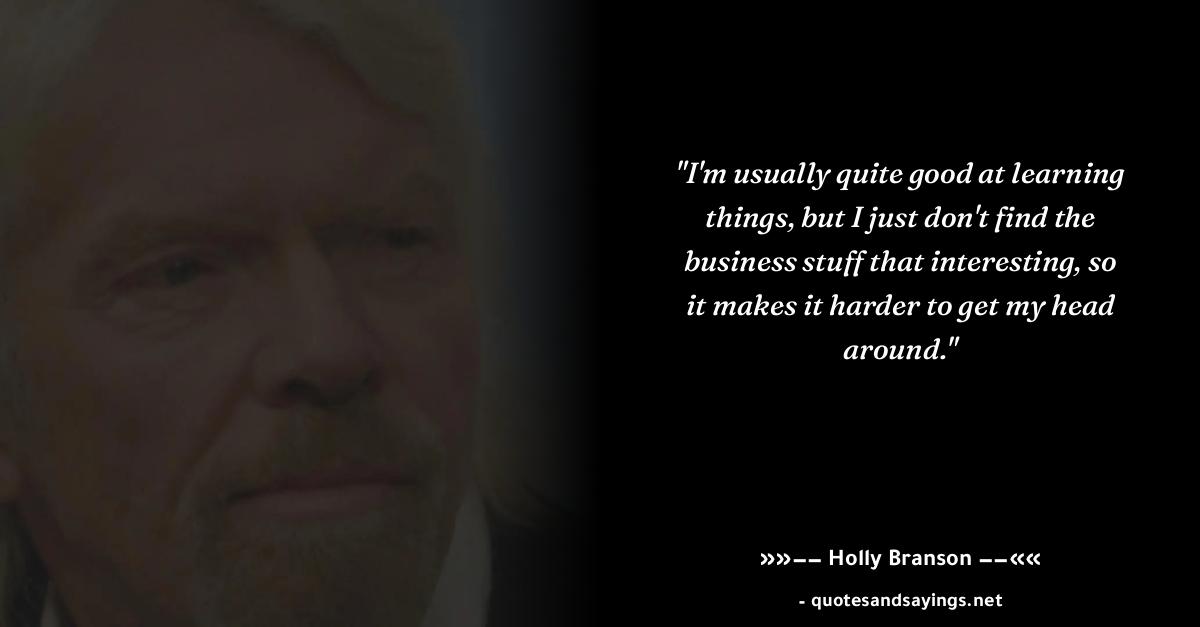 "I'm usually quite good at learning
things, but I just don't find the
business stuff that interesting, so
it makes it harder to get my head
around."
»»–– Holly Branson ––««
- quotesandsayings.net